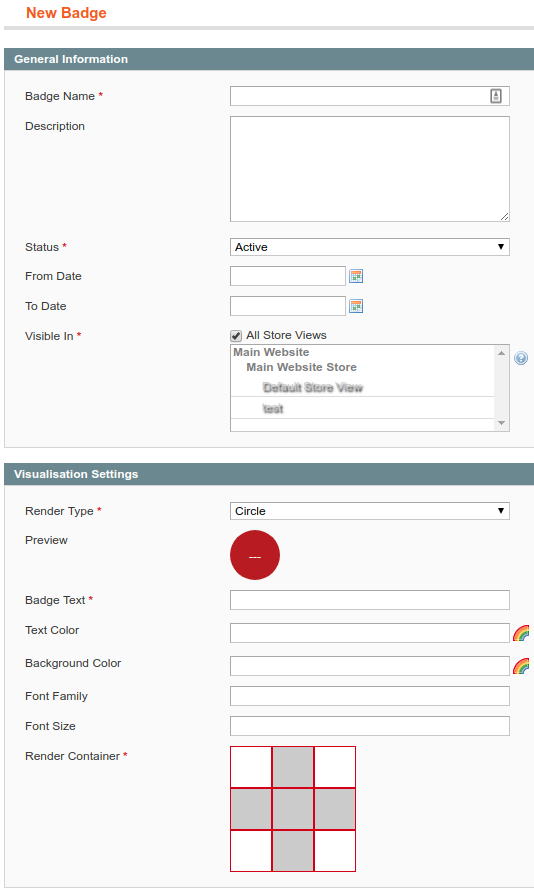 New Badge
General Information
Badge Name *
Description
Status * Active
From Date
To Date
Visible In * All Store Views
Main Website
Main Website Store
Default Store View
test
Visualisation Settings
Render Type * Circle
Preview ---
Badge Text *
Text Color
Background Color
Font Family
Font Size
Render Container *